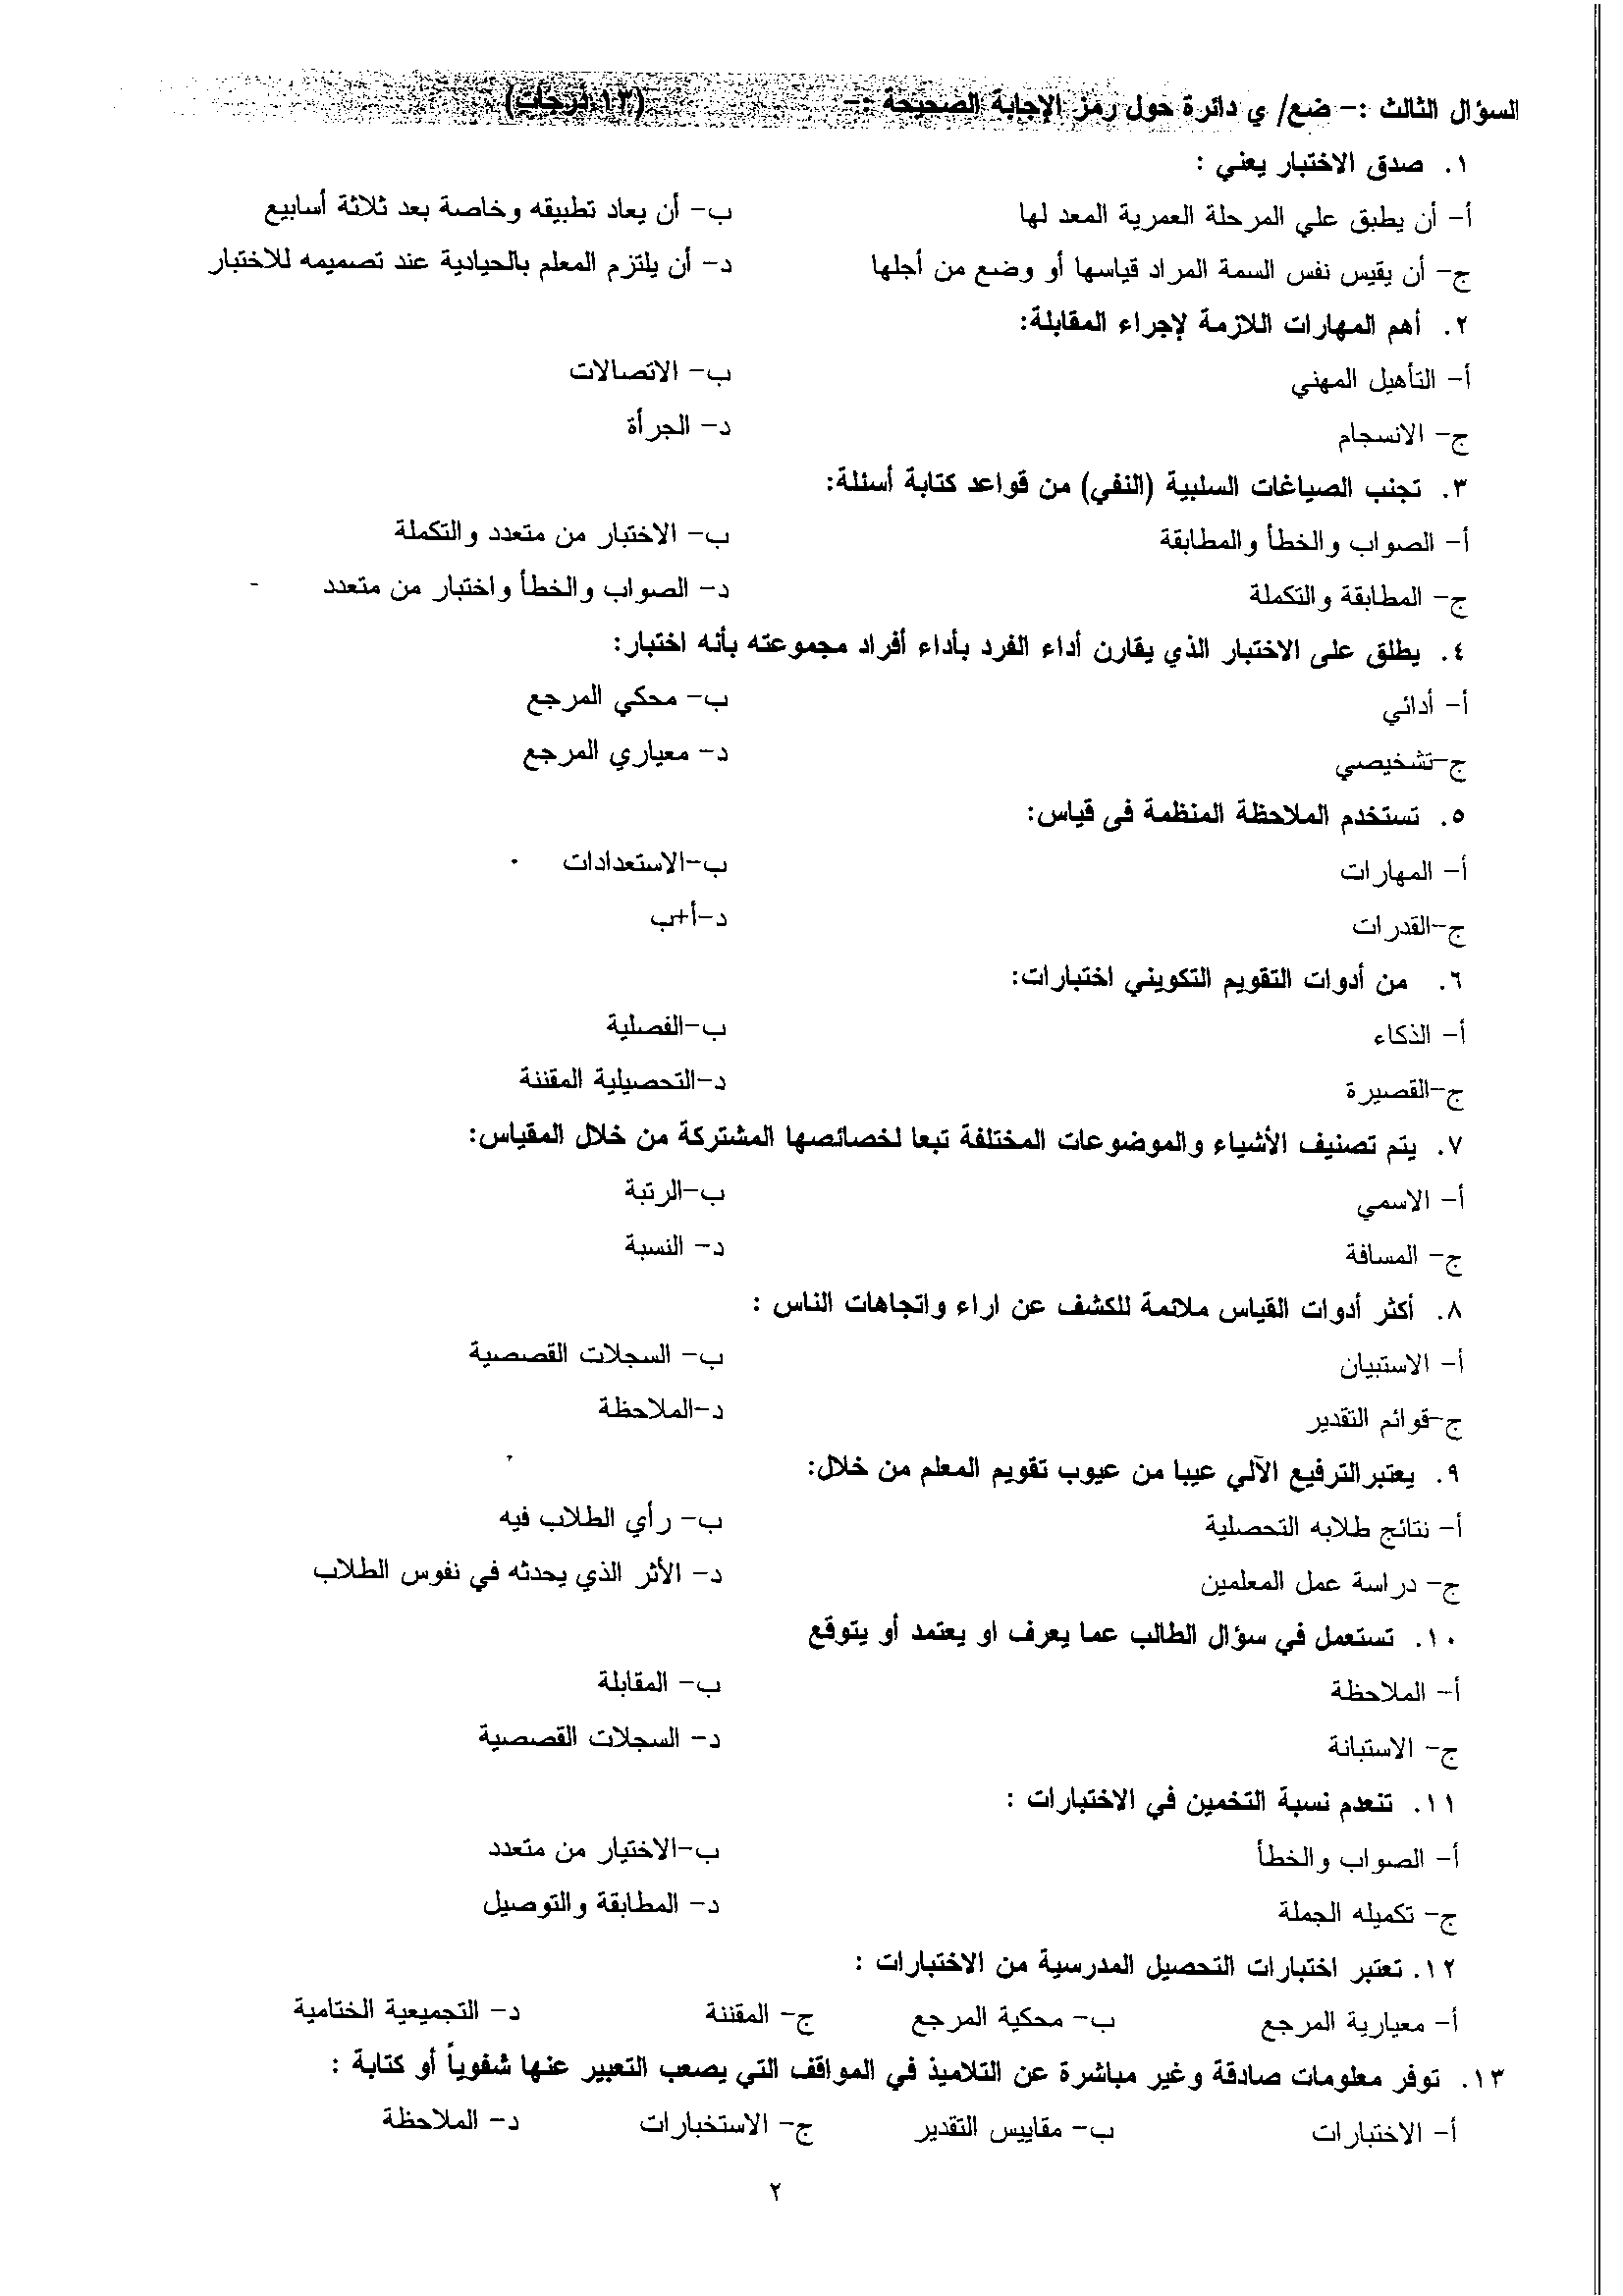 السؤال الثالث :- ضع/ ي دائرة حول رمز الإجابة الصحيحة :- (١٣ درجات)
١. صدق الاختبار يعني :
أ- أن يطبق علي المرحلة العمرية المعد لها ب- أن يعاد تطبيقه وخاصة بعد ثلاثة أسابيع
ج- أن يقيس نفس السمة المراد قياسها أو وضع من أجلها د- أن يلتزم المعلم بالحيادية عند تصميمه للاختبار
٢. أهم المهارات اللازمة لإجراء المقابلة:
أ- التأهيل المهني ب- الاتصالات
ج- الانسجام د- الجرأة
٣. تجنب الصياغات السلبية (النفي) من قواعد كتابة أسئلة:
أ- الصواب والخطأ والمطابقة ب- الاختبار من متعدد والتكملة
ج- المطابقة والتكملة د- الصواب والخطأ واختبار من متعدد
٤. يطلق على الاختبار الذي يقارن أداء الفرد بأداء أفراد مجموعته بأنه اختبار:
أ- أدائي ب- محكي المرجع
ج-تشخيصي د- معياري المرجع
٥. تستخدم الملاحظة المنظمة فى قياس:
أ- المهارات ب-الاستعدادات
ج-القدرات د-أ+ب
٦. من أدوات التقويم التكويني اختبارات:
أ- الذكاء ب-الفصلية
ج-القصيرة د-التحصيلية المقننة
٧. يتم تصنيف الأشياء والموضوعات المختلفة تبعا لخصائصها المشتركة من خلال المقياس:
أ- الاسمي ب-الرتبة
ج- المسافة د- النسبة
٨. أكثر أدوات القياس ملائمة للكشف عن اراء واتجاهات الناس :
أ- الاستبيان ب- السجلات القصصية
ج-قوائم التقدير د-الملاحظة
٩. يعتبرالترفيع الآلي عيبا من عيوب تقويم المعلم من خلال:
أ- نتائج طلابه التحصلية ب- رأي الطلاب فيه
ج- دراسة عمل المعلمين د- الأثر الذي يحدثه في نفوس الطلاب
١٠. تستعمل في سؤال الطالب عما يعرف او يعتمد أو يتوقع
أ- الملاحظة ب- المقابلة
ج- الاستبانة د- السجلات القصصية
١١. تنعدم نسبة التخمين في الاختبارات :
أ- الصواب والخطأ ب-الاختيار من متعدد
ج- تكميله الجملة د- المطابقة والتوصيل
١٢. تعتبر اختبارات التحصيل المدرسية من الاختبارات :
أ- معيارية المرجع ب- محكية المرجع ج- المقننة د- التجميعية الختامية
١٣. توفر معلومات صادقة وغير مباشرة عن التلاميذ في المواقف التي يصعب التعبير عنها شفوياً أو كتابة :
أ- الاختبارات ب- مقاييس التقدير ج- الاستخبارات د- الملاحظة
٢